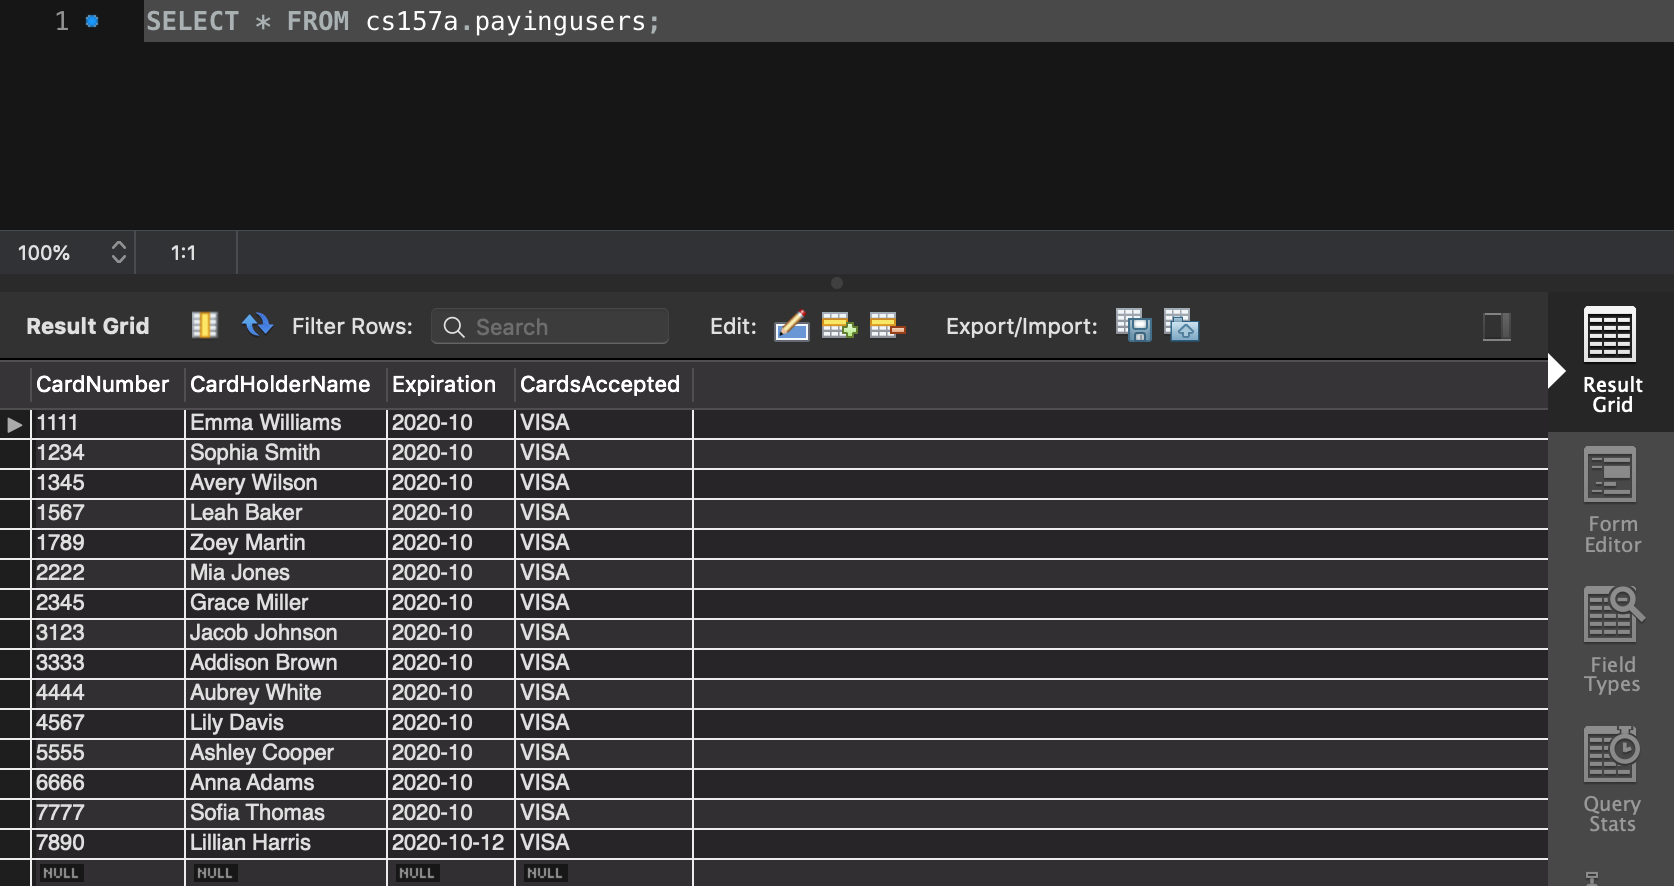 1 SELECT * FROM cs157a.payingusers;
100% 1:1
Result Grid Filter Rows: Search Edit: Export/Import:
CardNumber CardHolderName Expiration CardsAccepted
1111 Emma Williams 2020-10 VISA
1234 Sophia Smith 2020-10 VISA
1345 Avery Wilson 2020-10 VISA
1567 Leah Baker 2020-10 VISA
1789 Zoey Martin 2020-10 VISA
2222 Mia Jones 2020-10 VISA
2345 Grace Miller 2020-10 VISA
3123 Jacob Johnson 2020-10 VISA
3333 Addison Brown 2020-10 VISA
4444 Aubrey White 2020-10 VISA
4567 Lily Davis 2020-10 VISA
5555 Ashley Cooper 2020-10 VISA
6666 Anna Adams 2020-10 VISA
7777 Sofia Thomas 2020-10 VISA
7890 Lillian Harris 2020-10-12 VISA
NULL NULL NULL NULL
Result
Grid
Form
Editor
Field
Types
Query
Stats